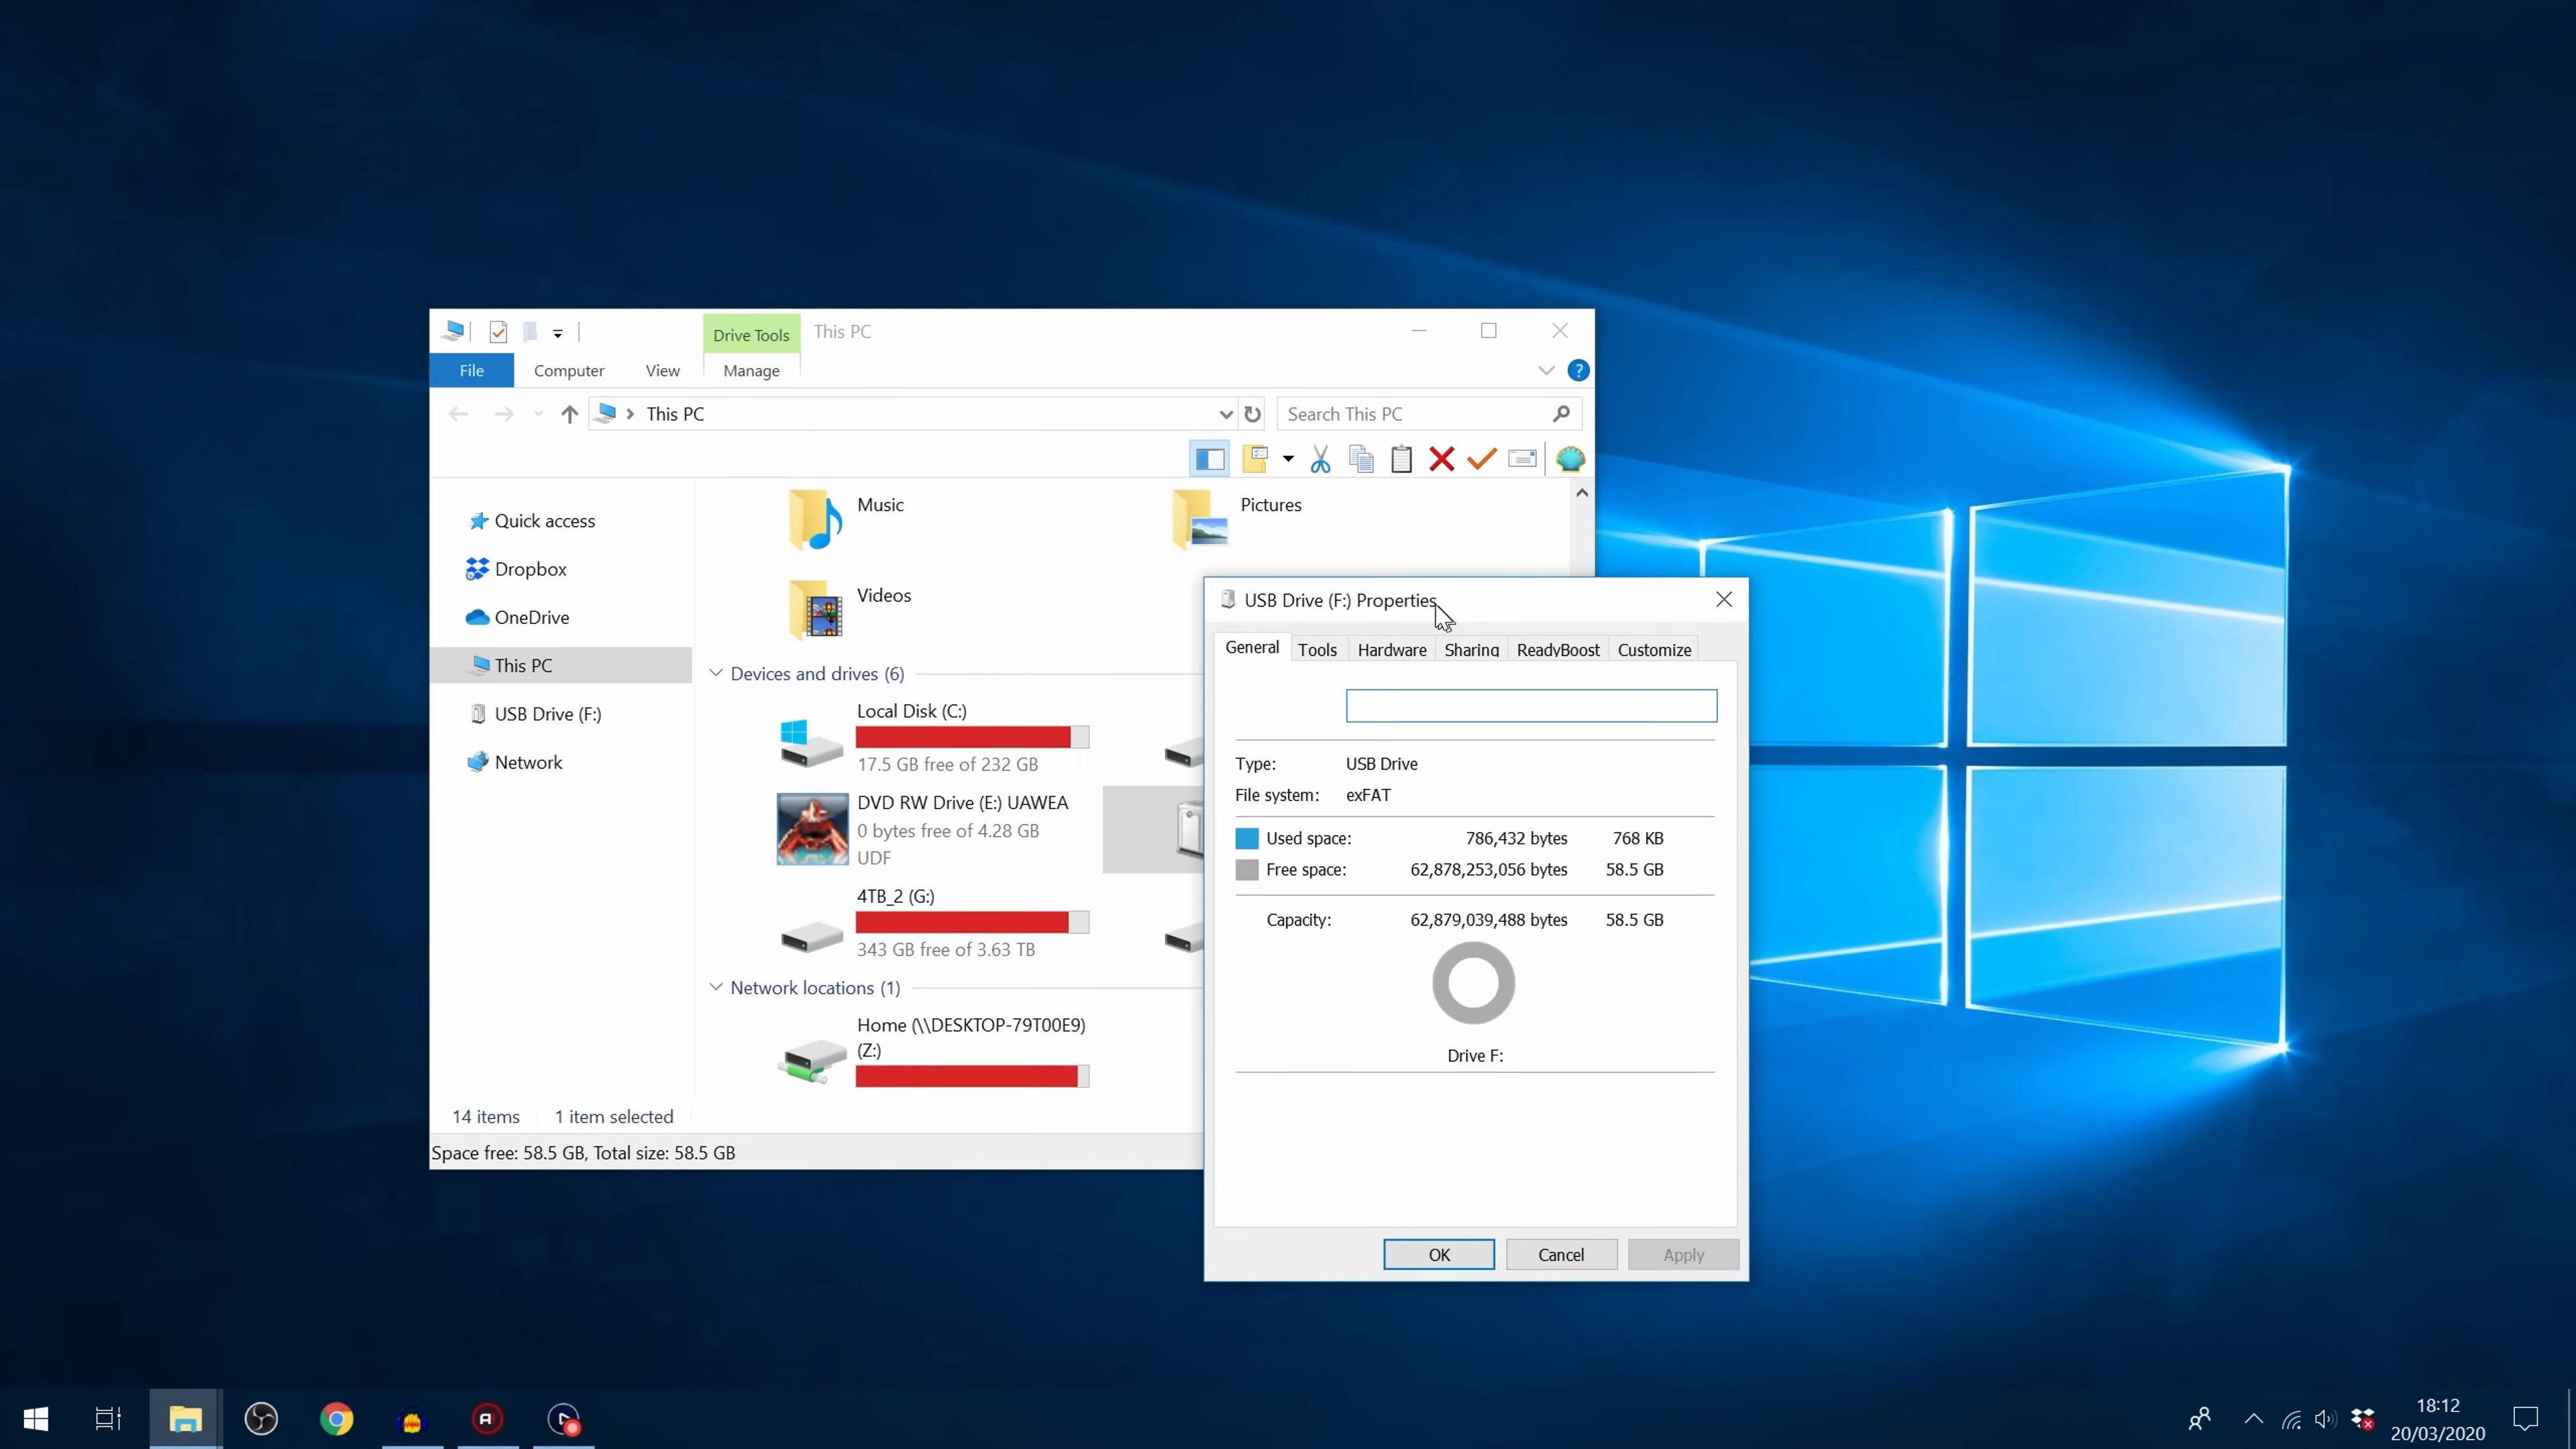 Drive Tools
This PC
File
Computer
View
Manage
?
This PC
Search This PC
Quick access
Dropbox
OneDrive
This PC
USB Drive (F:)
Network
Music
Pictures
Videos
Devices and drives (6)
Local Disk (C:)
17.5 GB free of 232 GB
DVD RW Drive (E:) UAWEA
0 bytes free of 4.28 GB
UDF
4TB_2 (G:)
343 GB free of 3.63 TB
Network locations (1)
Home (\\DESKTOP-79T00E9)
(Z:)
14 items
1 item selected
Space free: 58.5 GB, Total size: 58.5 GB
USB Drive (F:) Properties
General
Tools
Hardware
Sharing
ReadyBoost
Customize
Type: USB Drive
File system: exFAT
Used space: 786,432 bytes 768 KB
Free space: 62,878,253,056 bytes 58.5 GB
Capacity: 62,879,039,488 bytes 58.5 GB
Drive F:
OK
Cancel
Apply
18:12
20/03/2020